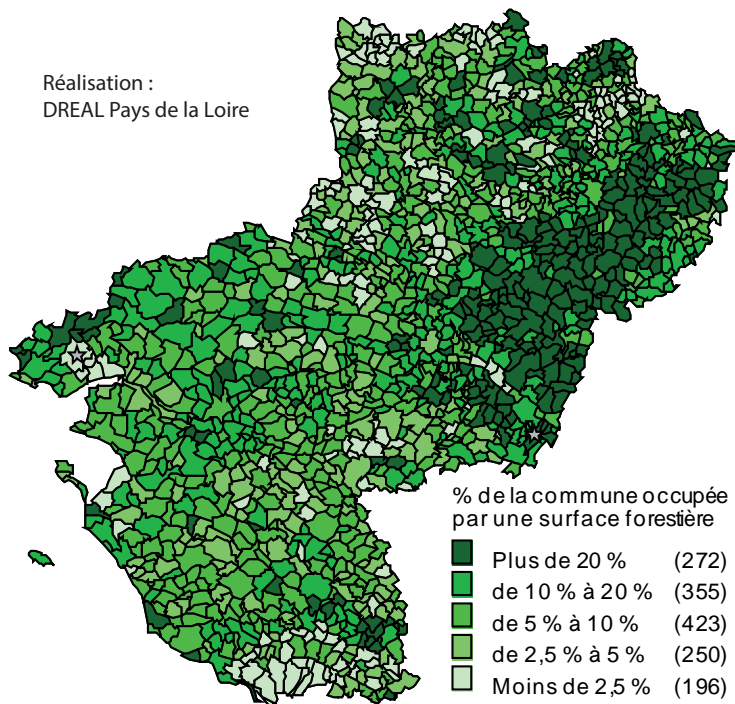 Réalisation :
DREAL Pays de la Loire
% de la commune occupée
par une surface forestière
Plus de 20 % (272)
de 10 % à 20 % (355)
de 5 % à 10 % (423)
de 2,5 % à 5 % (250)
Moins de 2,5 % (196)